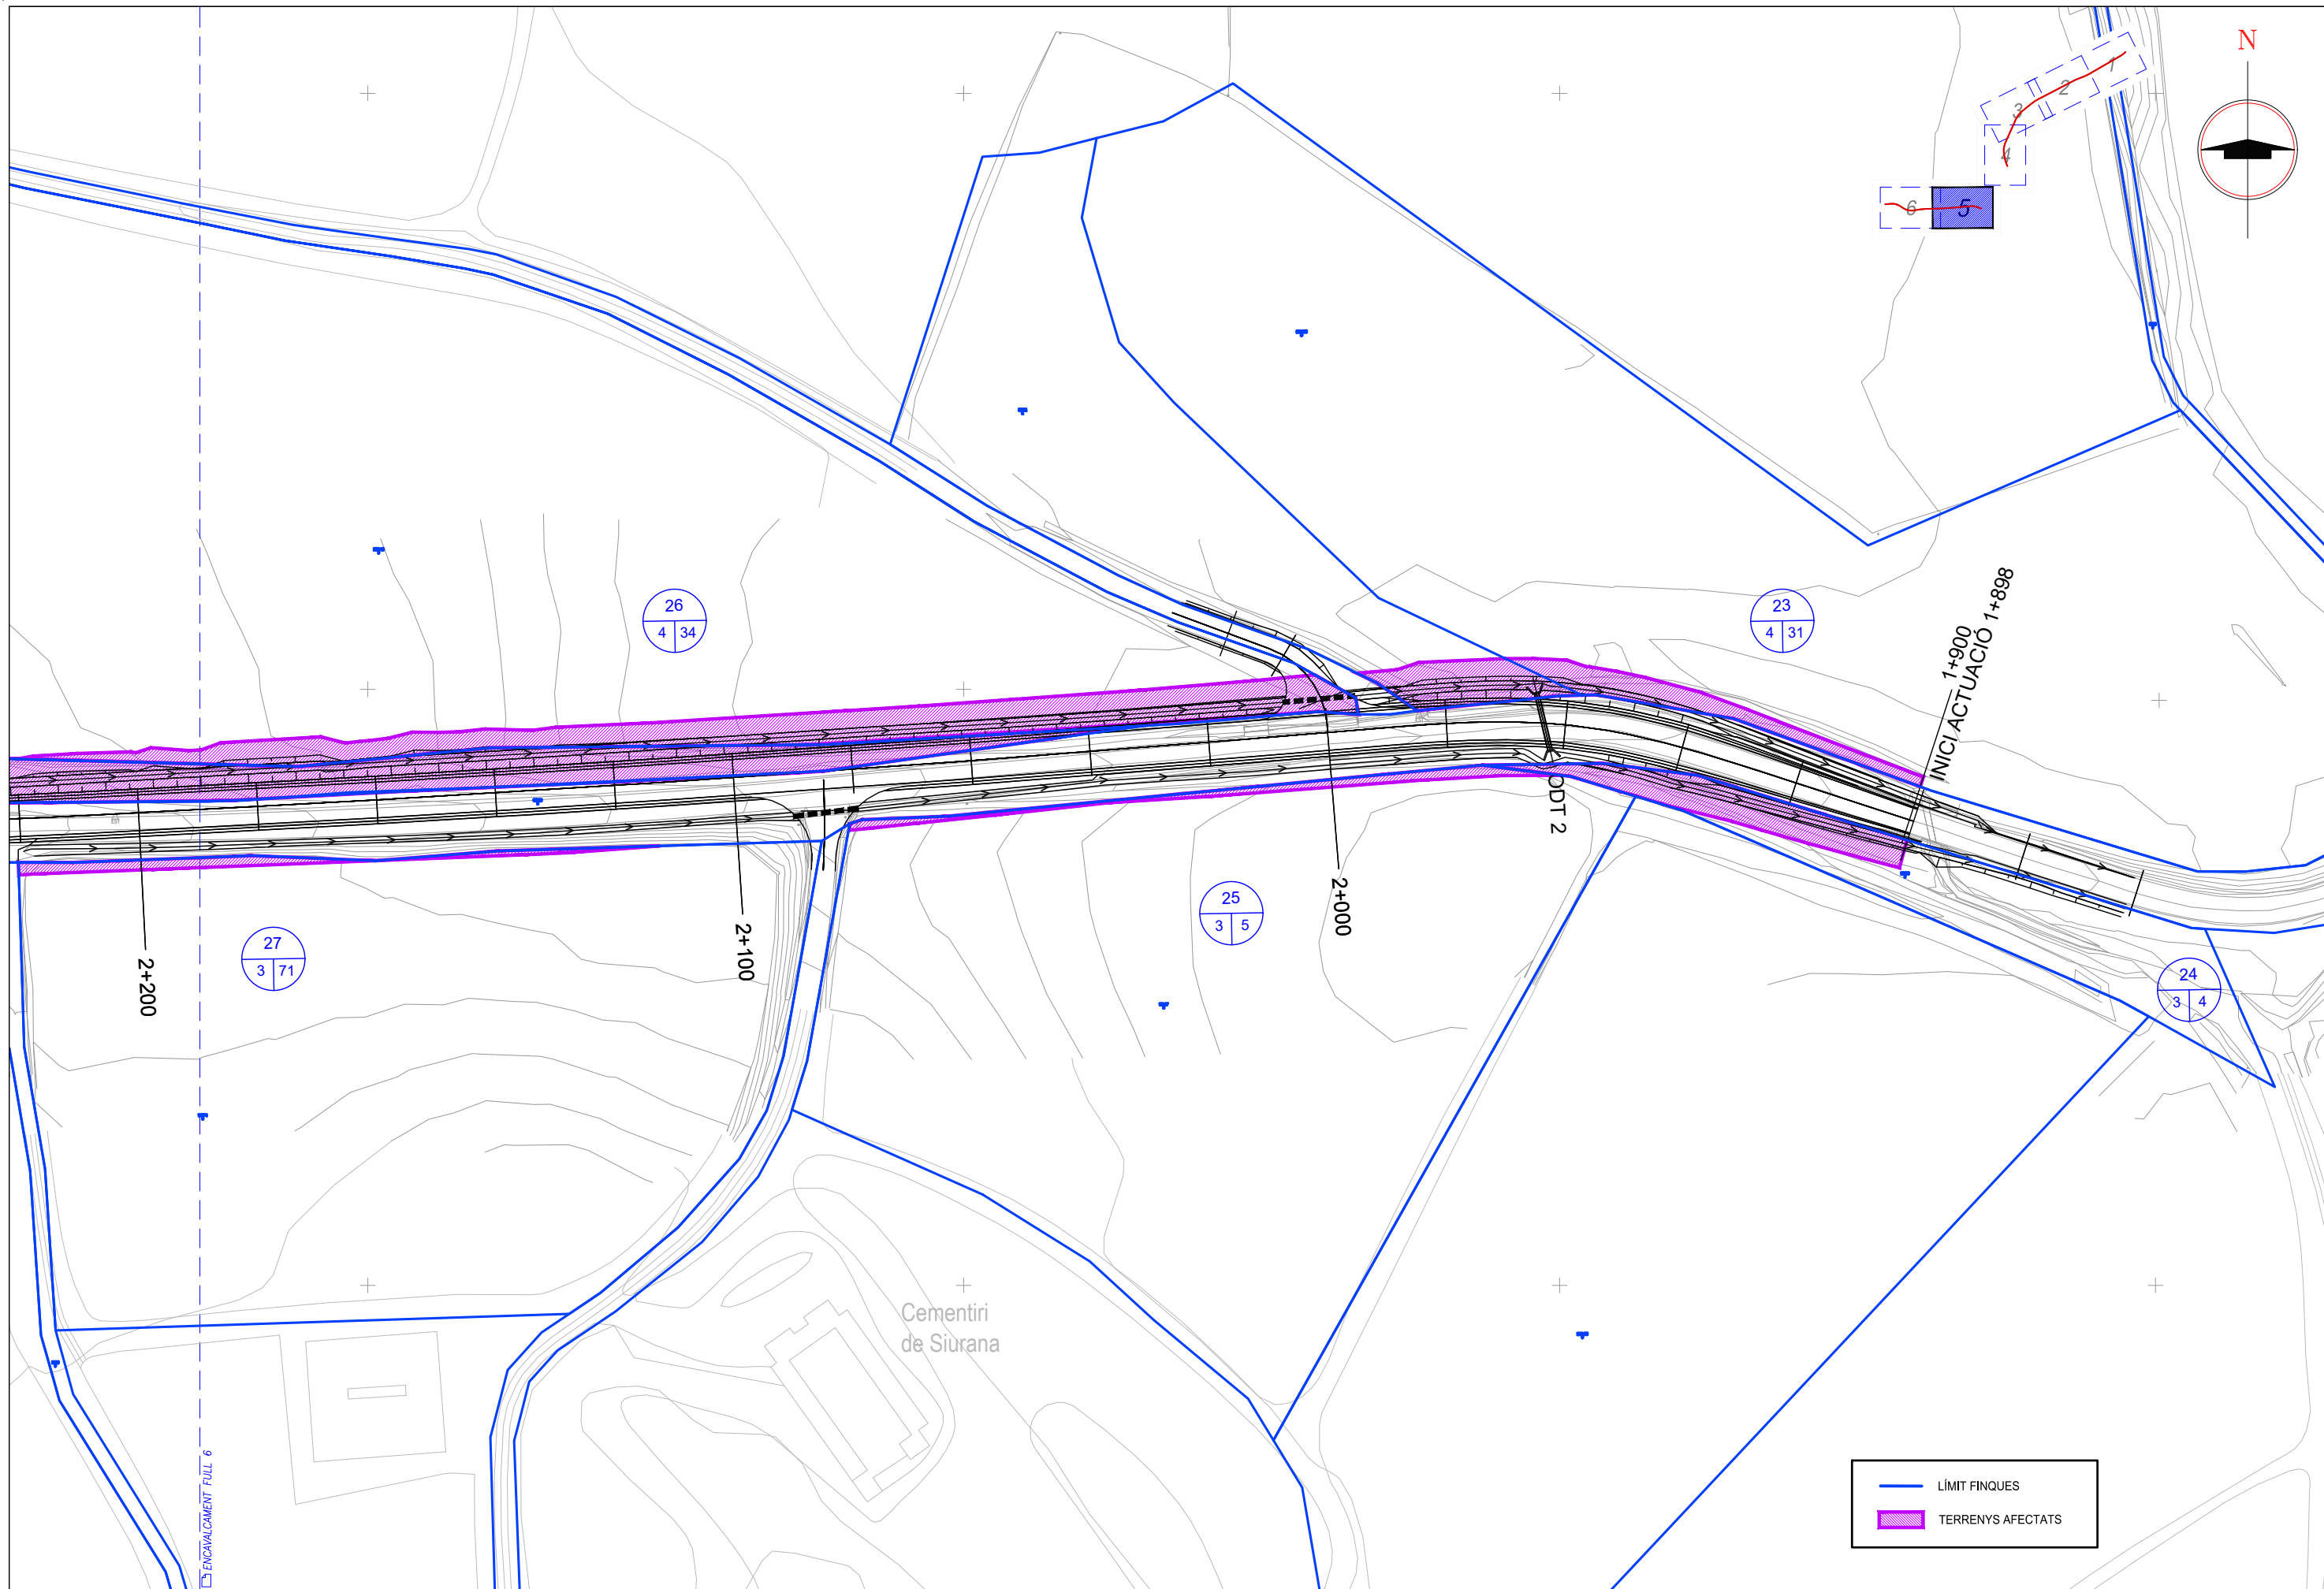 N
1
2
3
4
5
6
26
4 34
23
4 31
1+900
INICI ACTUACIÓ 1+898
ODT 2
25
3 5
2+000
2+100
27
3 71
2+200
24
3 4
Cementiri
de Siurana
ENCAVALCAMENT FULL 6
LÍMIT FINQUES
TERRENYS AFECTATS